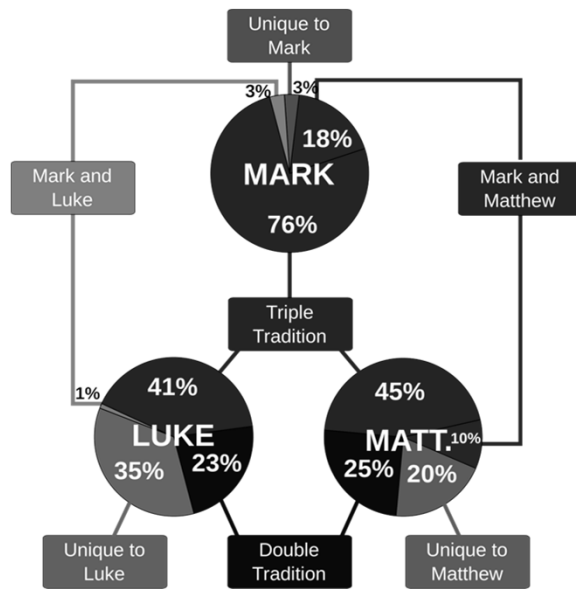 Unique to
Mark
3%
3%
18%
MARK
76%
Mark and
Luke
Mark and
Matthew
Triple
Tradition
1%
41%
LUKE
35%
23%
45%
MATT.
10%
25%
20%
Unique to
Luke
Double
Tradition
Unique to
Matthew